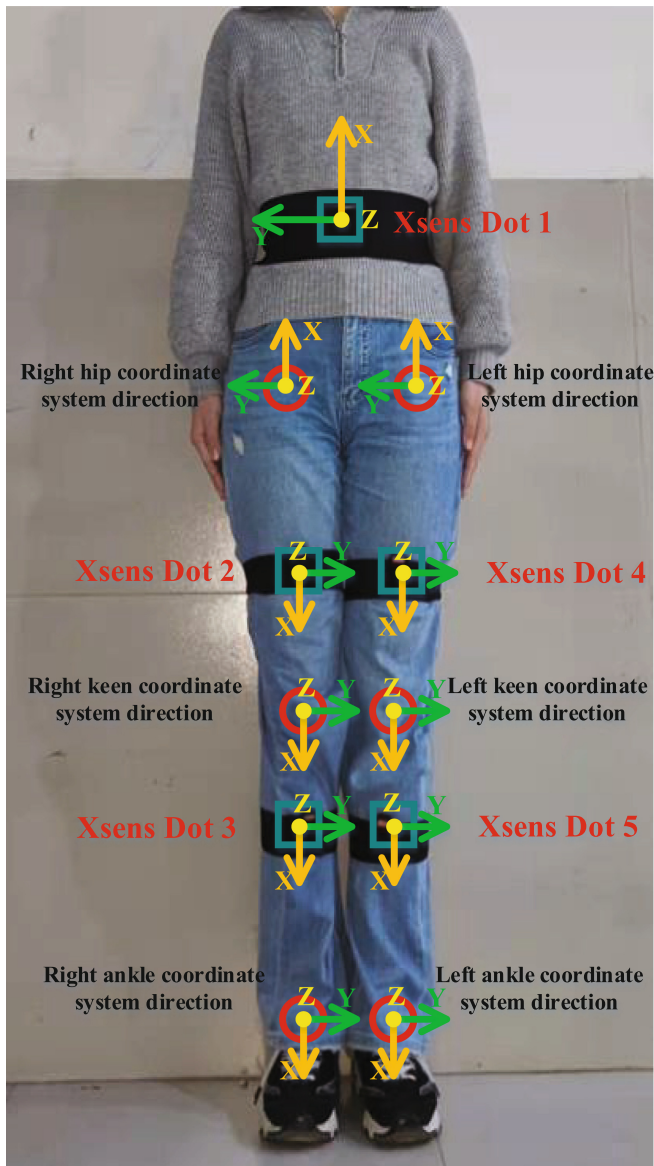 X
Z
Y
Xsens Dot 1
X
X
Right hip coordinate
system direction
Z
Y
Z
Y
Left hip coordinate
system direction
Z
Y
Z
Y
Xsens Dot 2
Xsens Dot 4
X
X
Right keen coordinate
system direction
Z
Y
Z
Y
Left keen coordinate
system direction
X
X
Z
Y
Z
Y
Xsens Dot 3
Xsens Dot 5
X
X
Right ankle coordinate
system direction
Left ankle coordinate
system direction
Z
Y
Z
Y
X
X